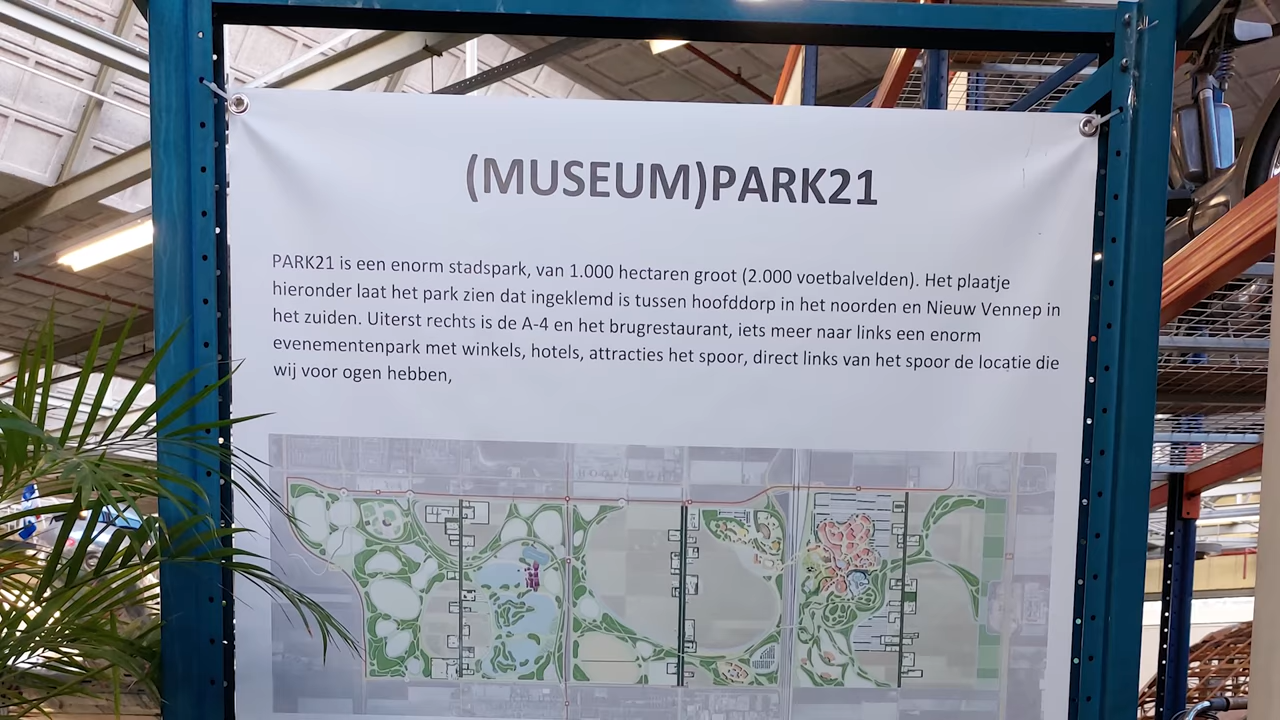 (MUSEUM)PARK21
PARK21 is een enorm stadspark, van 1.000 hectaren groot (2.000 voetbalvelden). Het plaatje
hieronder laat het park zien dat ingeklemd is tussen hoofddorp in het noorden en Nieuw Vennep in
het zuiden. Uiterst rechts is de A-4 en het brugrestaurant, iets meer naar links een enorm
evenementenpark met winkels, hotels, attracties het spoor, direct links van het spoor de locatie die
wij voor ogen hebben,